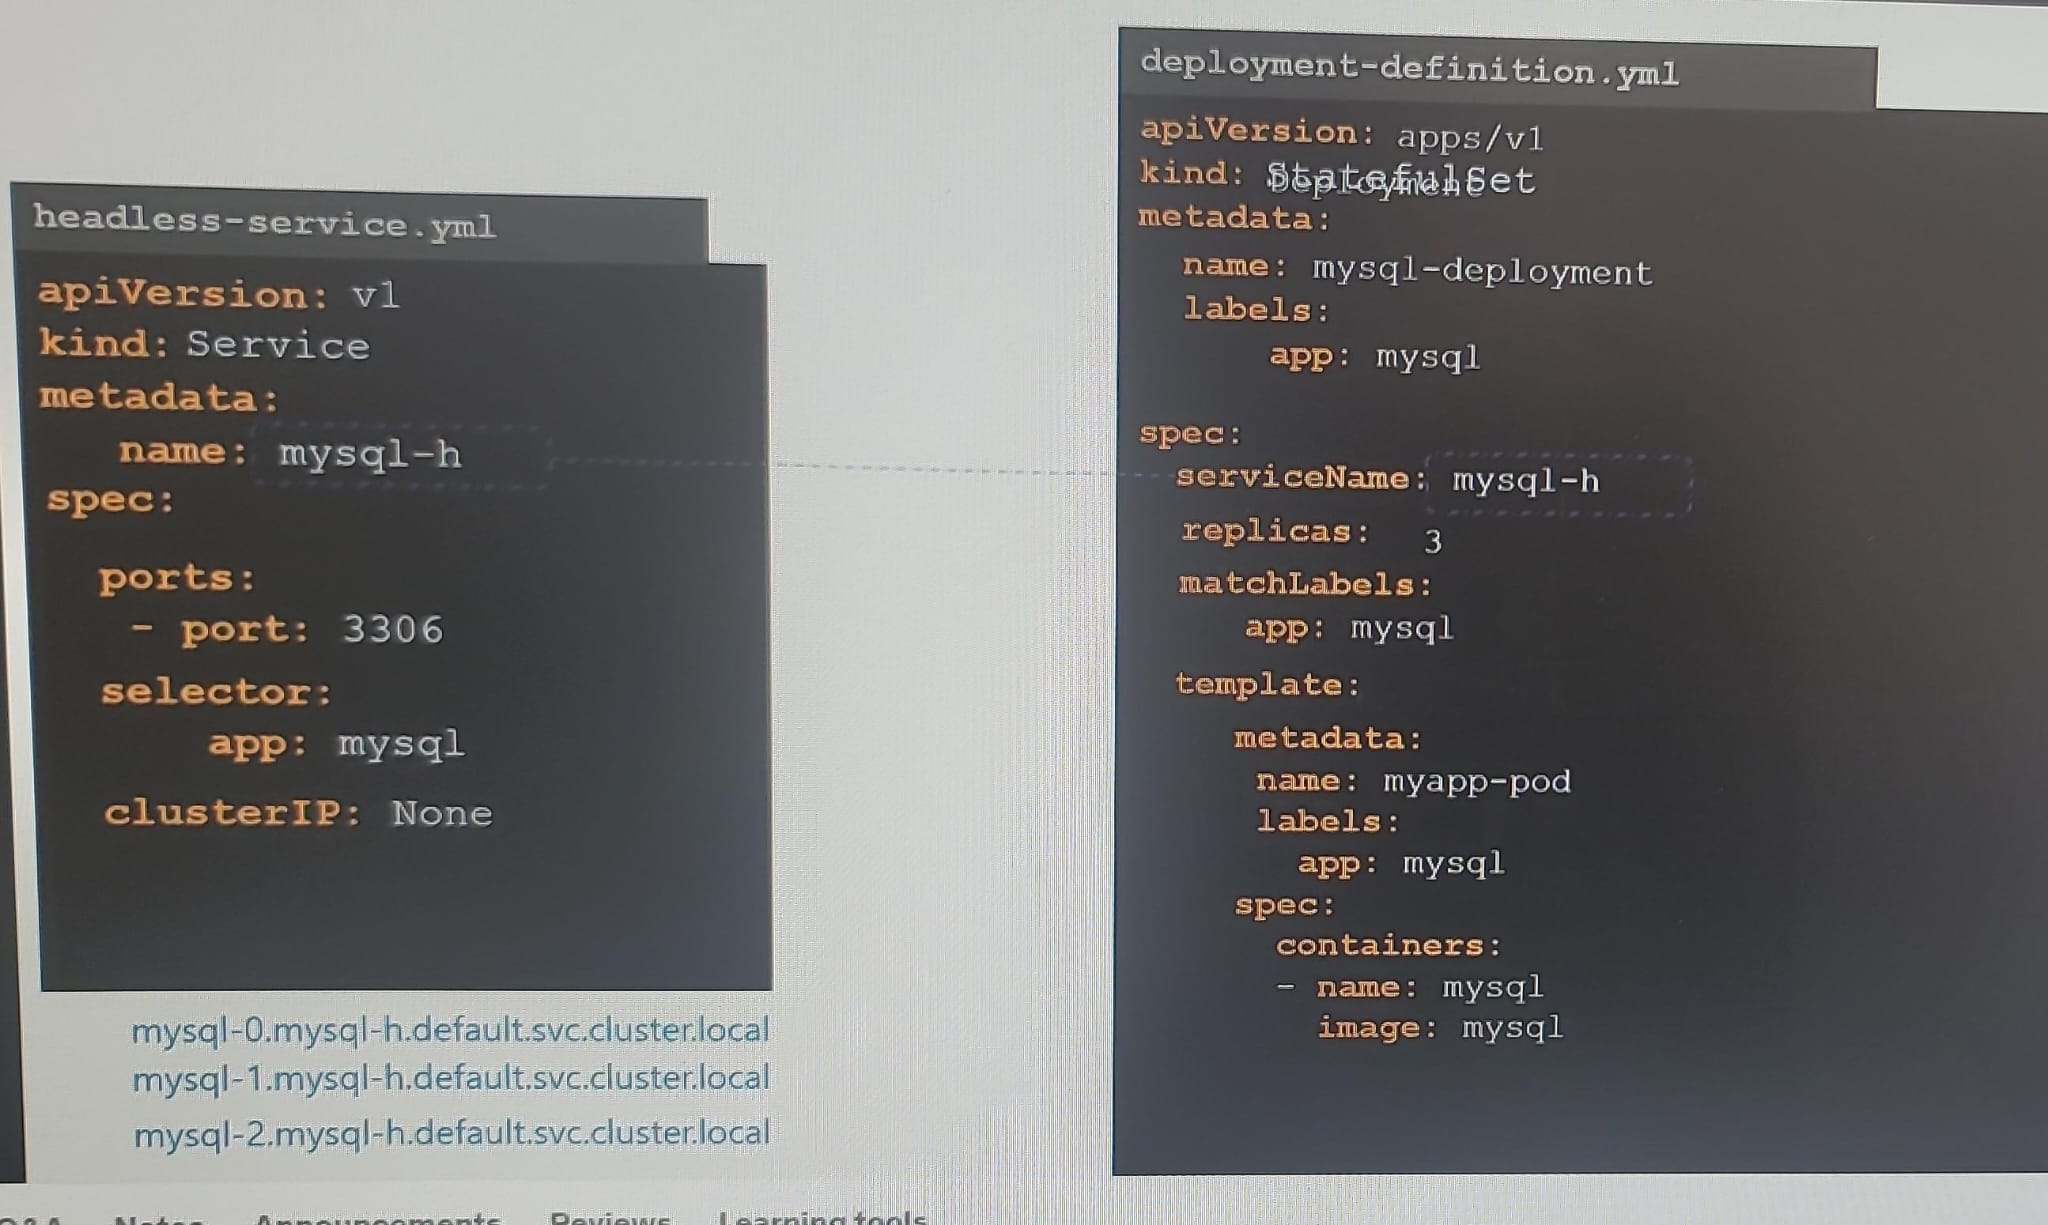 headless-service.yml
apiVersion: v1
kind: Service
metadata:
name: mysql-h
spec:
ports:
- port: 3306
selector:
app: mysql
clusterIP: None
mysql-0.mysql-h.default.svc.cluster.local
mysql-1.mysql-h.default.svc.cluster.local
mysql-2.mysql-h.default.svc.cluster.local
deployment-definition.yml
apiVersion: apps/v1
kind: StatefulSet
metadata:
name: mysql-deployment
labels:
app: mysql
spec:
serviceName: mysql-h
replicas: 3
matchLabels:
app: mysql
template:
metadata:
name: myapp-pod
labels:
app: mysql
spec:
containers:
- name: mysql
image: mysql
Q&A Notes Announcements Reviews Learning tools